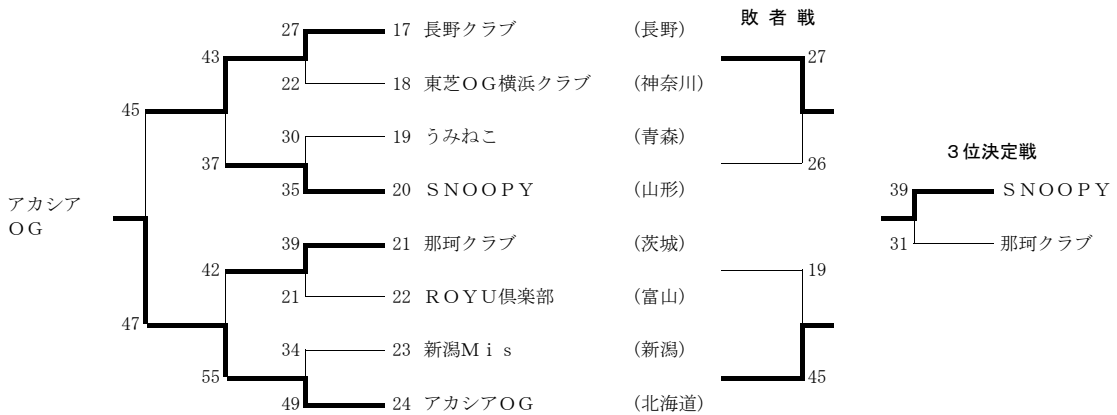 敗者戦
27 17 長野クラブ (長野)
43 27
22 18 東芝OG横浜クラブ (神奈川)
45
30 19 うみねこ (青森)
3位決定戦
37 26
35 20 SNOOPY (山形) 39 SNOOPY
アカシア
OG
39 21 那珂クラブ (茨城) 31 那珂クラブ
42 19
21 22 ROYU倶楽部 (富山)
47
34 23 新潟Mis (新潟)
55 45
49 24 アカシアOG (北海道)